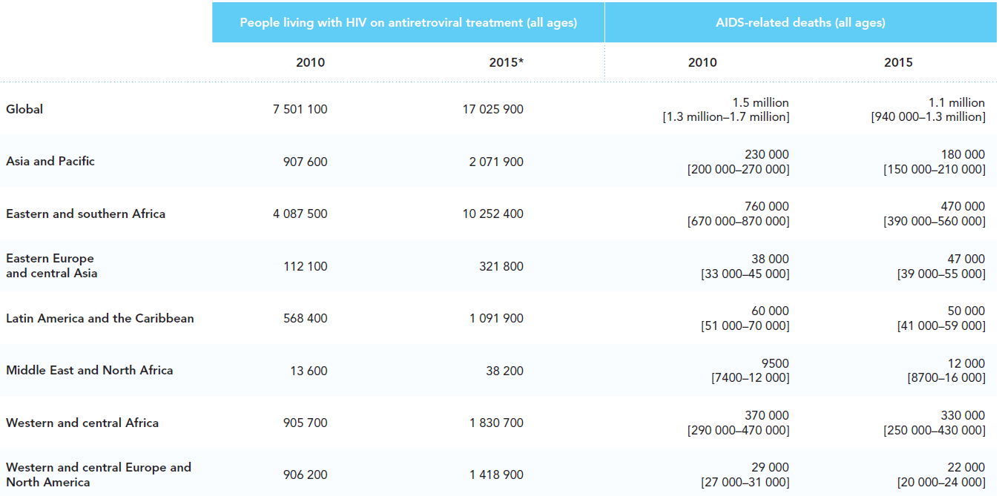 People living with HIV on antiretroviral treatment (all ages) AIDS-related deaths (all ages)
2010 2015* 2010 2015
Global 7 501 100 17 025 900 1.5 million [1.3 million–1.7 million] 1.1 million [940 000–1.3 million]
Asia and Pacific 907 600 2 071 900 230 000 [200 000–270 000] 180 000 [150 000–210 000]
Eastern and southern Africa 4 087 500 10 252 400 760 000 [670 000–870 000] 470 000 [390 000–560 000]
Eastern Europe and central Asia 112 100 321 800 38 000 [33 000–45 000] 47 000 [39 000–55 000]
Latin America and the Caribbean 568 400 1 091 900 60 000 [51 000–70 000] 50 000 [41 000–59 000]
Middle East and North Africa 13 600 38 200 9500 [7400–12 000] 12 000 [8700–16 000]
Western and central Africa 905 700 1 830 700 370 000 [290 000–470 000] 330 000 [250 000–430 000]
Western and central Europe and North America 906 200 1 418 900 29 000 [27 000–31 000] 22 000 [20 000–24 000]